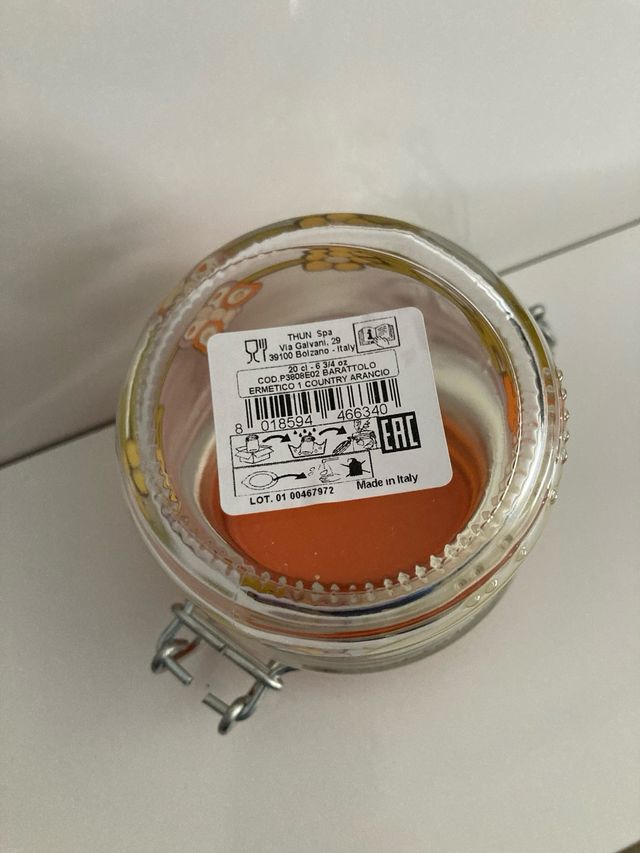 THUN Spa
Via Galvani, 29
39100 Bolzano - Italy
20 cl - 6 3/4 oz
COD.P3808E02 BARATTOLO
ERMETICO 1 COUNTRY ARANCIO
8 018594 466340
EAC
LOT. 01 00467972
Made in Italy